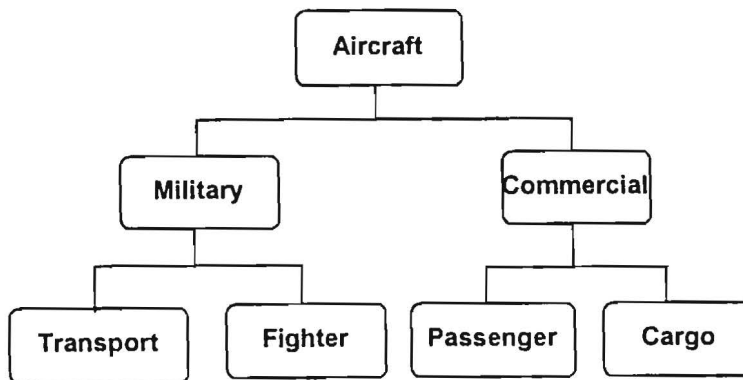 Aircraft
Military
Commercial
Transport
Fighter
Passenger
Cargo